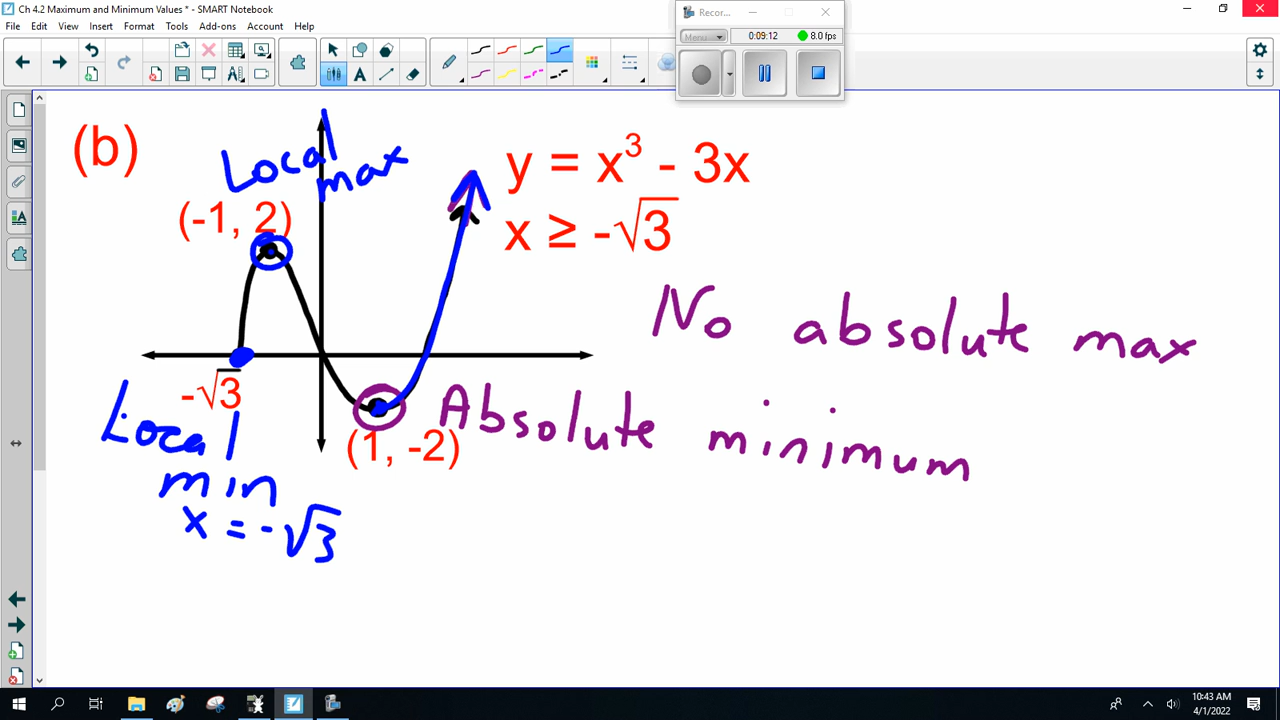 Ch 4.2 Maximum and Minimum Values * - SMART Notebook
File Edit View Insert Format Tools Add-ons Account Help
Recor...
Menu 0:09:12 8.0 fps
(b)
Local
max
(-1, 2)
y = x³ - 3x
x ≥ -√3
No absolute max
-√3
Absolute minimum
(1, -2)
Local
min
x = -√3
10:43 AM
4/1/2022